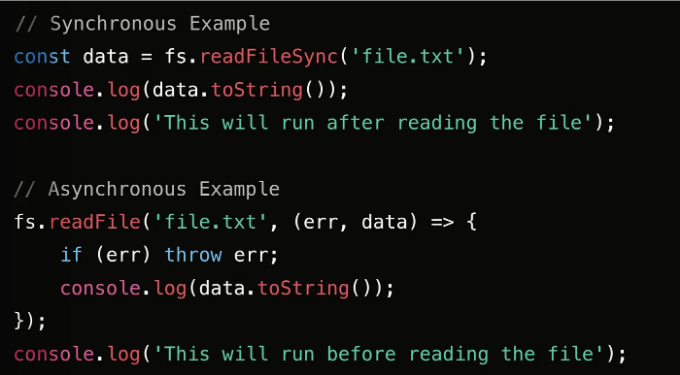 // Synchronous Example
const data = fs.readFileSync('file.txt');
console.log(data.toString());
console.log('This will run after reading the file');
// Asynchronous Example
fs.readFile('file.txt', (err, data) => {
    if (err) throw err;
    console.log(data.toString());
});
console.log('This will run before reading the file');